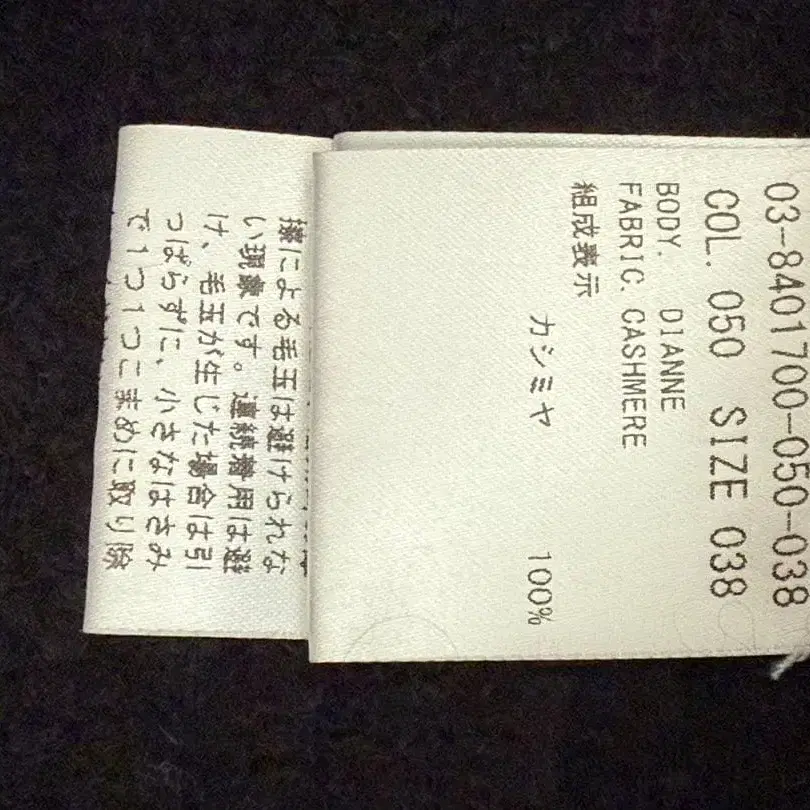 03-8401700-050-038
COL. 050 SIZE 038
BODY. DIANNE
FABRIC. CASHMERE
組成表示
カシミヤ 100%
擦による毛玉は避けられな
い現象です。連続着用は避
け、毛玉が生じた場合は引
つぱらずに、小さなはさみ
で1つ1つこまめに取り除